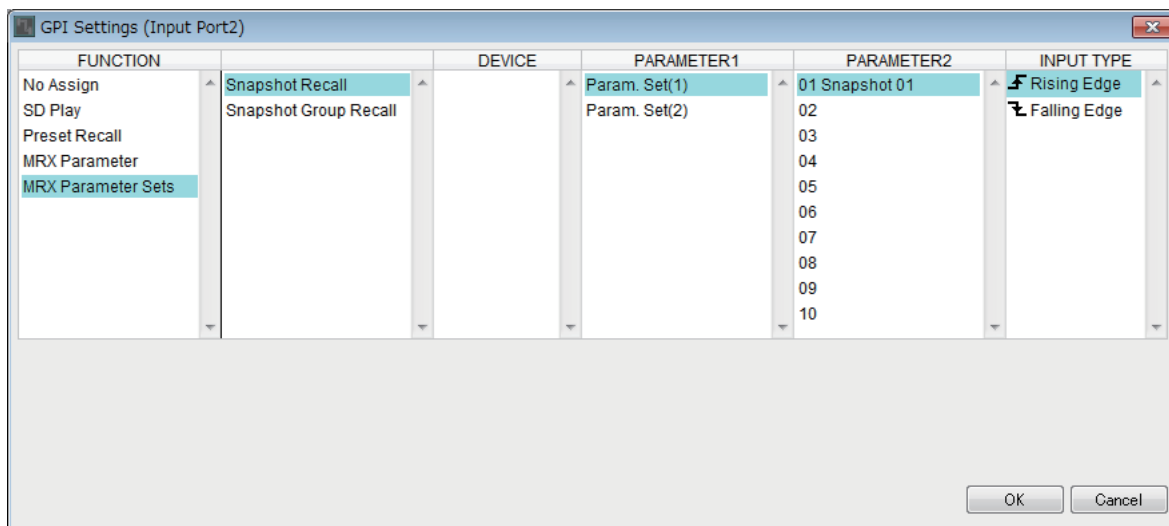 GPI Settings (Input Port2)
FUNCTION DEVICE PARAMETER1 PARAMETER2 INPUT TYPE
No Assign Snapshot Recall Param. Set(1) 01 Snapshot 01 Rising Edge
SD Play Snapshot Group Recall Param. Set(2) 02 Falling Edge
Preset Recall 03
MRX Parameter 04
MRX Parameter Sets 05
06
07
08
09
10
OK Cancel